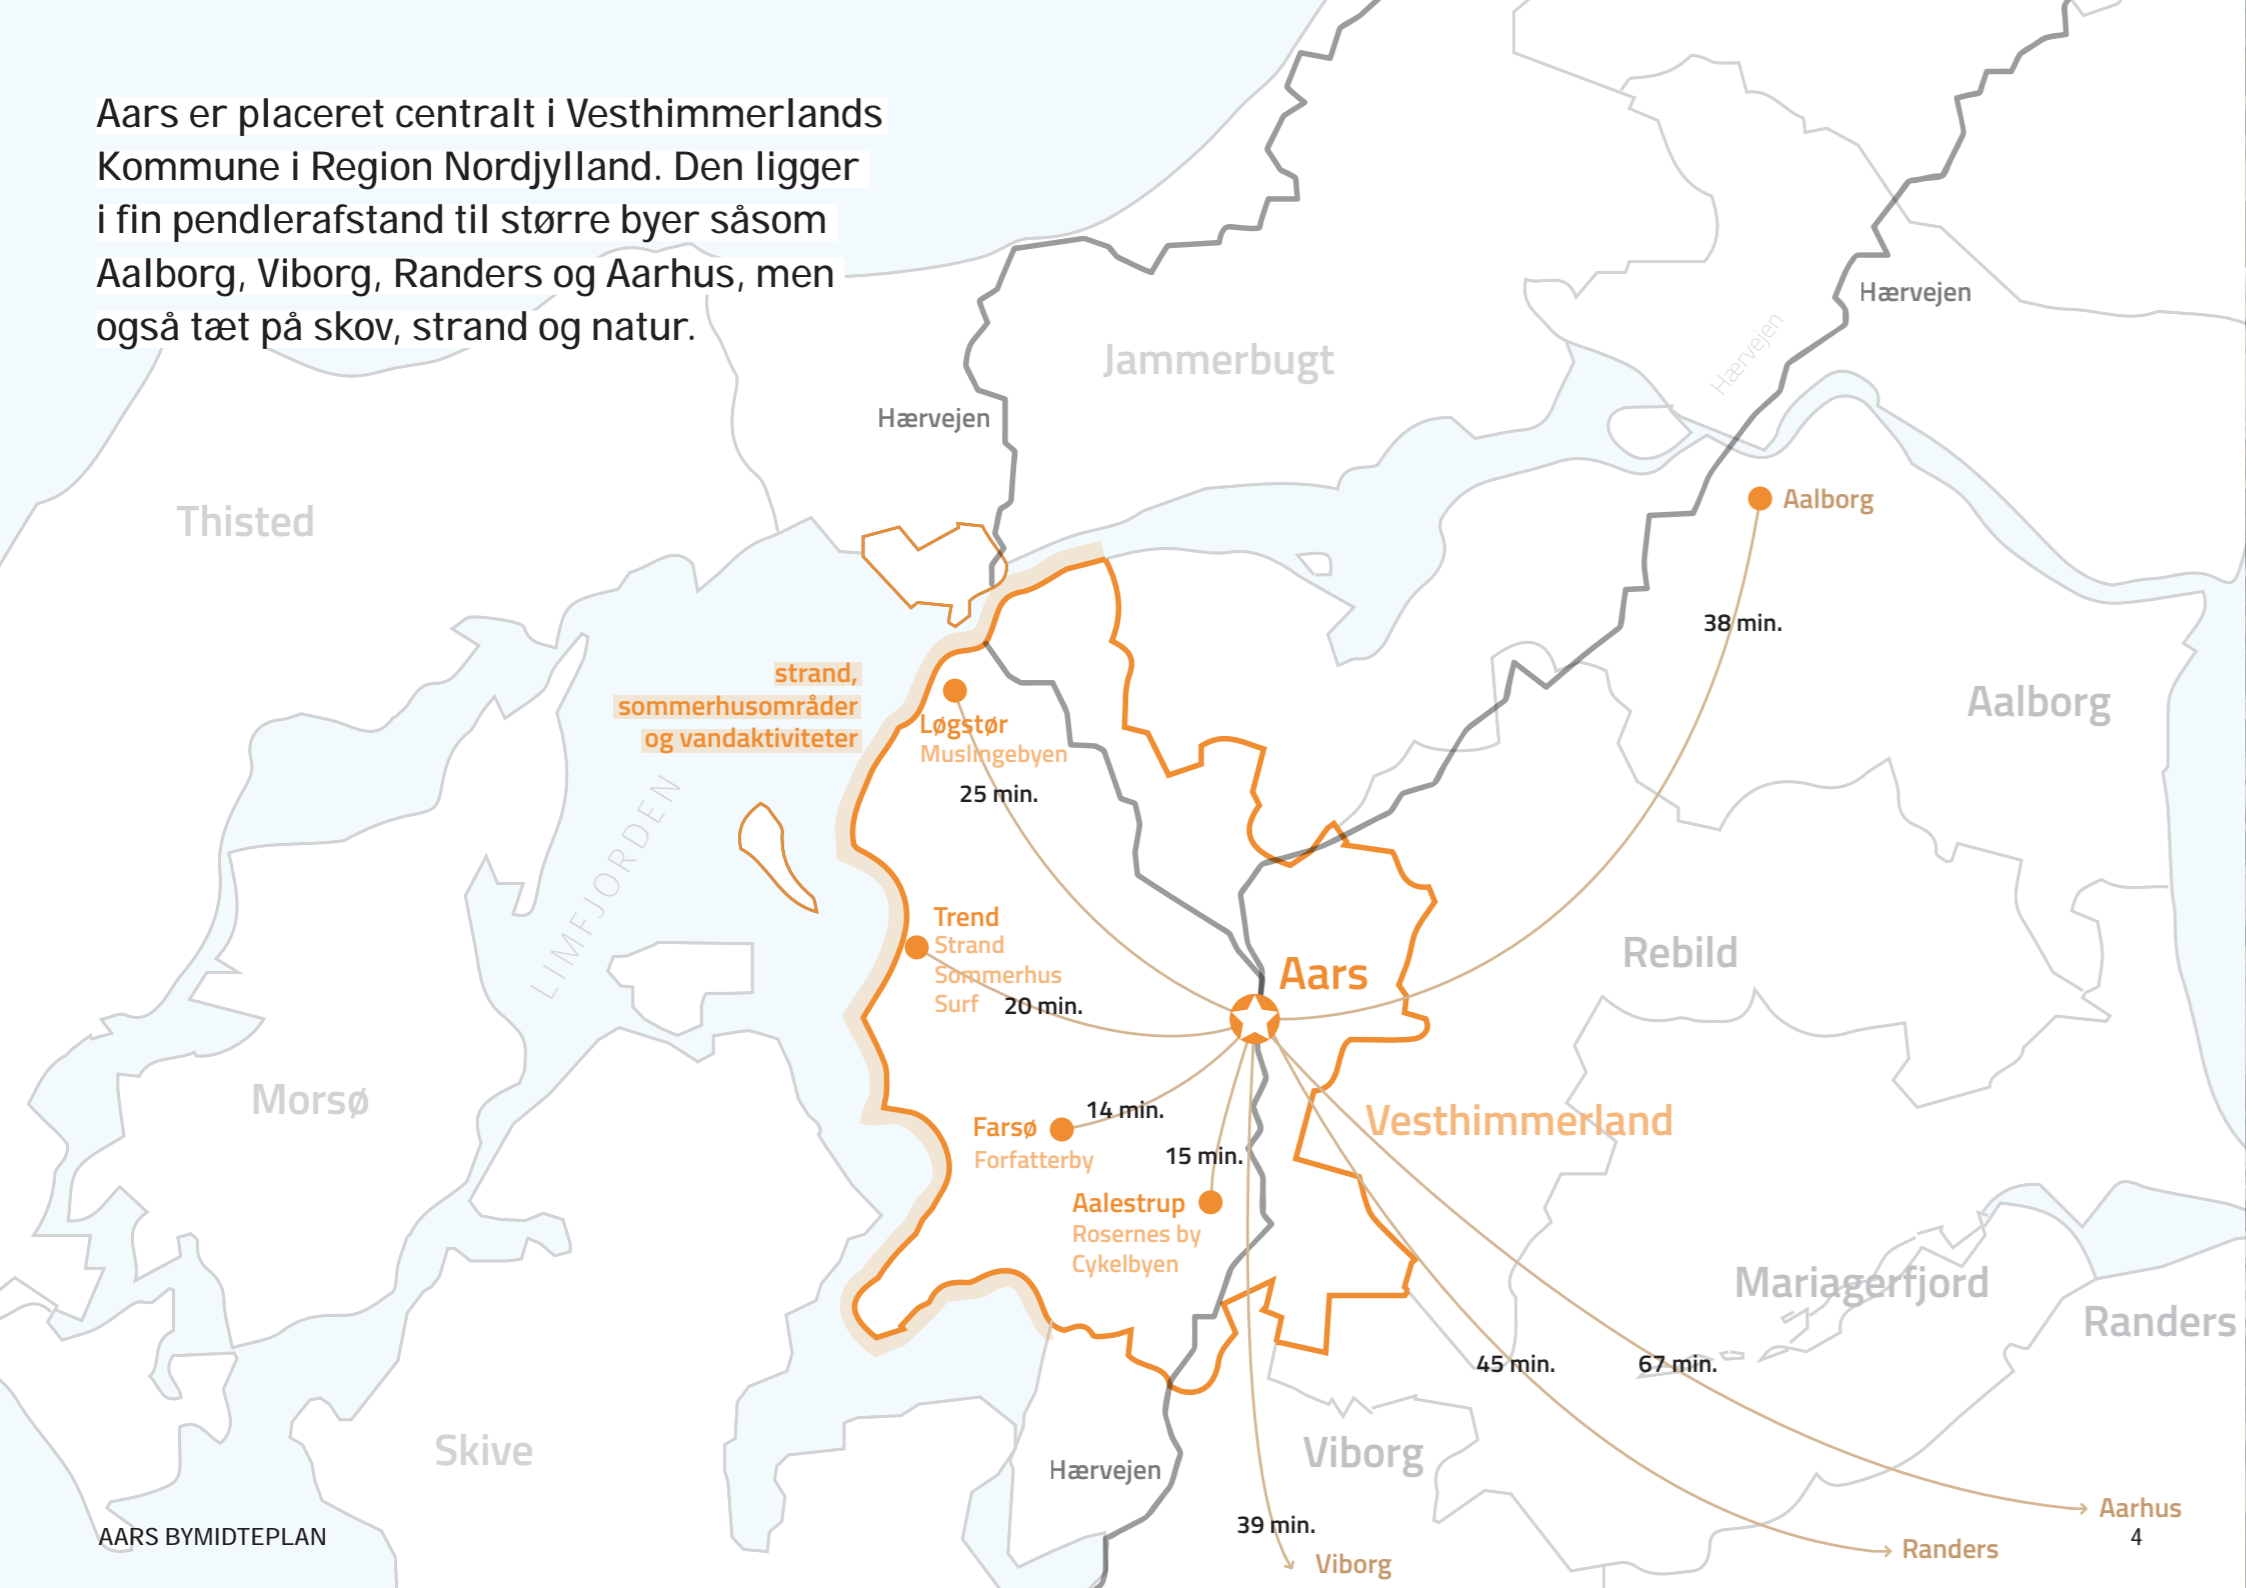 Aars er placeret centralt i Vesthimmerlands
Kommune i Region Nordjylland. Den ligger
i fin pendlerafstand til større byer såsom
Aalborg, Viborg, Randers og Aarhus, men
også tæt på skov, strand og natur.
Hærvejen
Hærvejen
Jammerbugt
Hærvejen
Thisted
Aalborg
38 min.
strand,
sommerhusområder
og vandaktiviteter
Løgstør
Muslingebyen
25 min.
Aalborg
LIMFJORDEN
Trend
Strand
Sommerhus
Surf
20 min.
Aars
Rebild
Morsø
14 min.
Farsø
Forfatterby
Vesthimmerland
15 min.
Aalestrup
Rosernes by
Cykelbyen
Mariagerfjord
Randers
45 min.
67 min.
Skive
Hærvejen
Viborg
39 min.
Viborg
Aarhus
Randers
AARS BYMIDTEPLAN
4